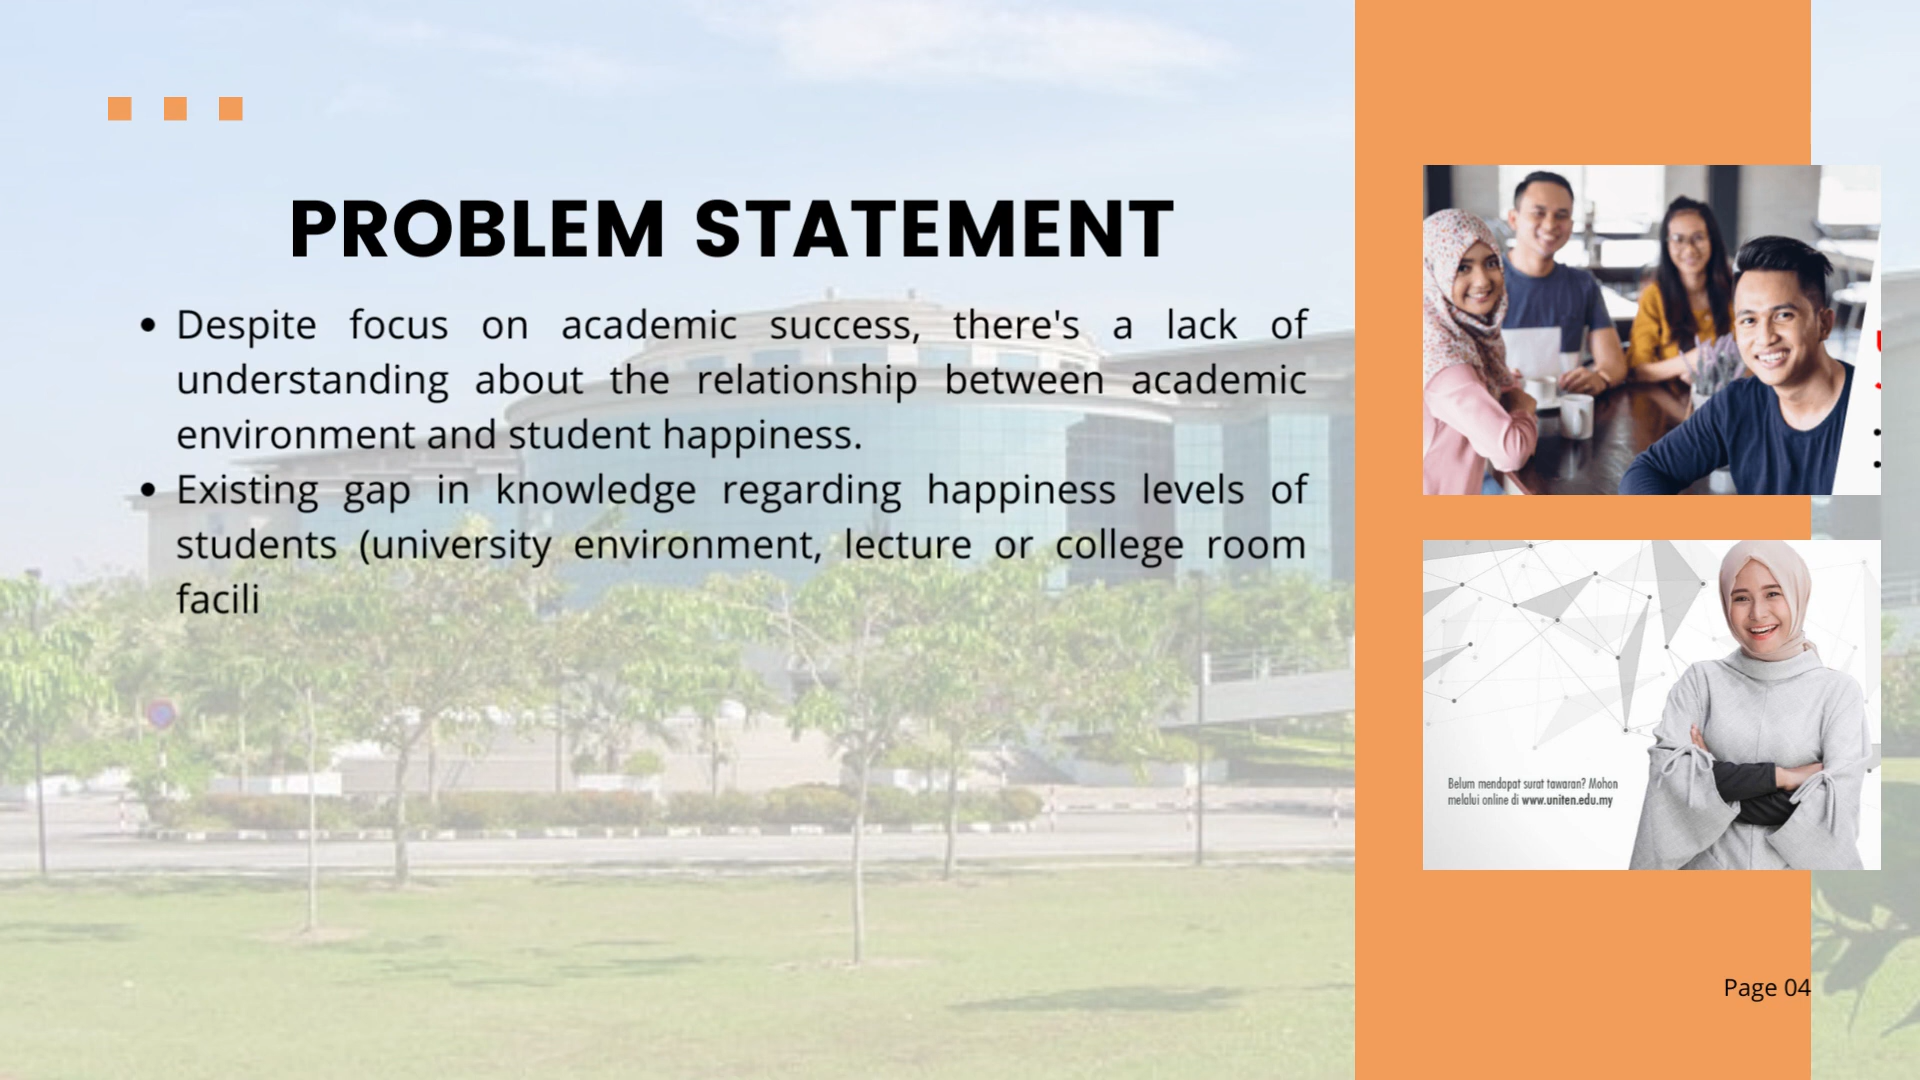 PROBLEM STATEMENT
• Despite focus on academic success, there's a lack of
understanding about the relationship between academic
environment and student happiness.
• Existing gap in knowledge regarding happiness levels of
students (university environment, lecture or college room
facili
Belum mendapat surat tawaran? Mohon
melalui online di www.uniten.edu.my
Page 04